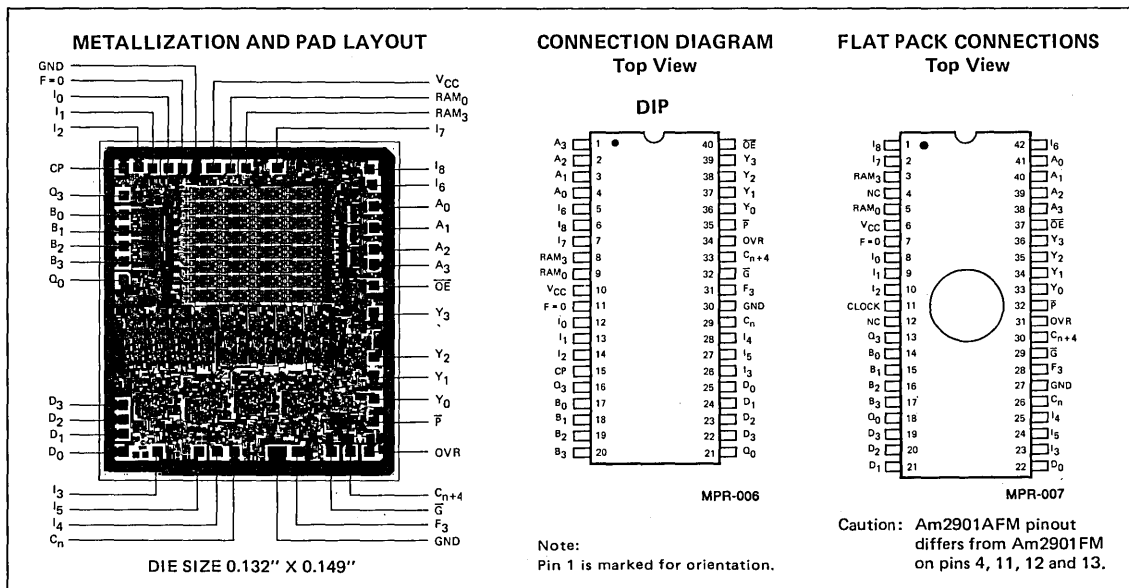 METALLIZATION AND PAD LAYOUT
GND
F = 0
I0
I1
I2
CP
Q3
B0
B1
B2
B3
Q0
D3
D2
D1
D0
I3
I5
I4
Cn
VCC
RAM0
RAM3
I7
I8
I6
A0
A1
A2
A3
O̅E̅
Y3
Y2
Y1
Y0
P̅
OVR
Cn+4
G̅
F3
GND
DIE SIZE 0.132" X 0.149"
CONNECTION DIAGRAM
Top View
DIP
A3 1 40 O̅E̅
A2 2 39 Y3
A1 3 38 Y2
A0 4 37 Y1
I6 5 36 Y0
I8 6 35 P̅
I7 7 34 OVR
RAM3 8 33 Cn+4
RAM0 9 32 G̅
VCC 10 31 F3
F = 0 11 30 GND
I0 12 29 Cn
I1 13 28 I4
I2 14 27 I5
CP 15 26 I3
Q3 16 25 D0
B0 17 24 D1
B1 18 23 D2
B2 19 22 D3
B3 20 21 Q0
MPR-006
Note:
Pin 1 is marked for orientation.
FLAT PACK CONNECTIONS
Top View
I8 1 42 I6
I7 2 41 A0
RAM3 3 40 A1
NC 4 39 A2
RAM0 5 38 A3
VCC 6 37 O̅E̅
F=0 7 36 Y3
I0 8 35 Y2
I1 9 34 Y1
I2 10 33 Y0
CLOCK 11 32 P̅
NC 12 31 OVR
Q3 13 30 Cn+4
B0 14 29 G̅
B1 15 28 F3
B2 16 27 GND
B3 17 26 Cn
Q0 18 25 I4
D3 19 24 I5
D2 20 23 I3
D1 21 22 D0
MPR-007
Caution: Am2901AFM pinout
differs from Am2901FM
on pins 4, 11, 12 and 13.